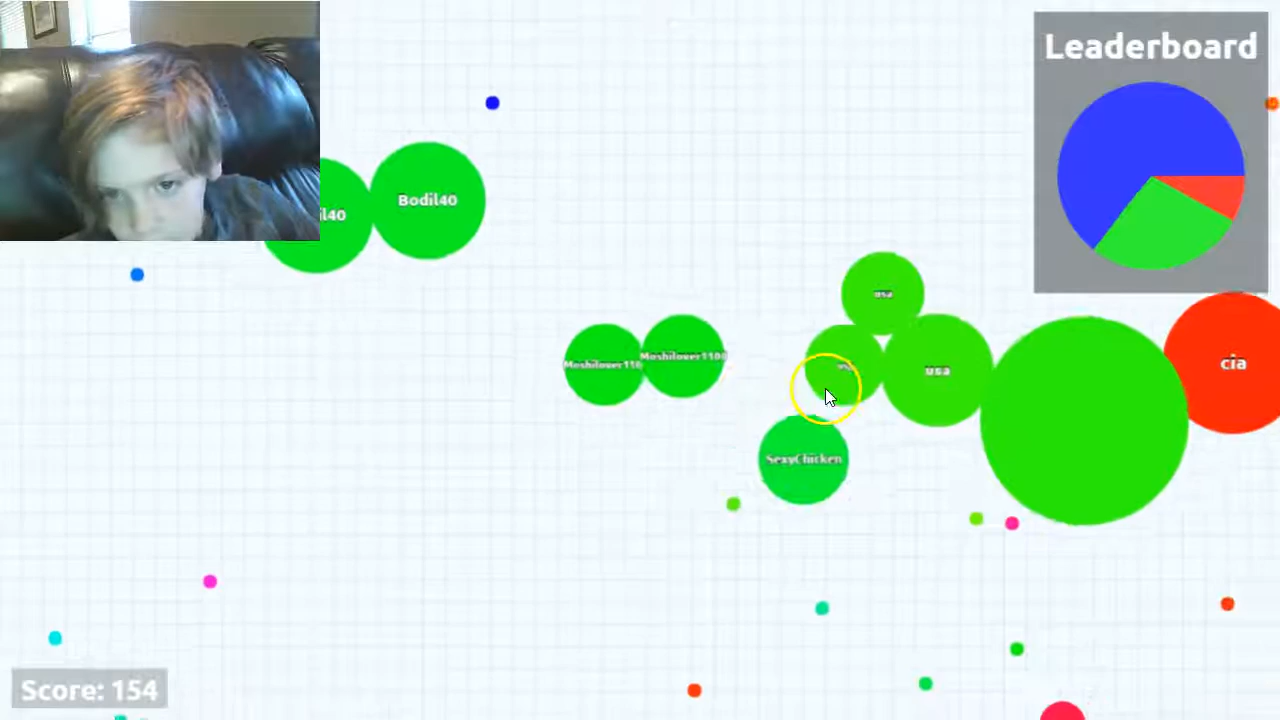 Leaderboard
Bodil40
il40
usa
Moshilover1100
Moshilover110
usa
cia
SexyChicken
Score: 154